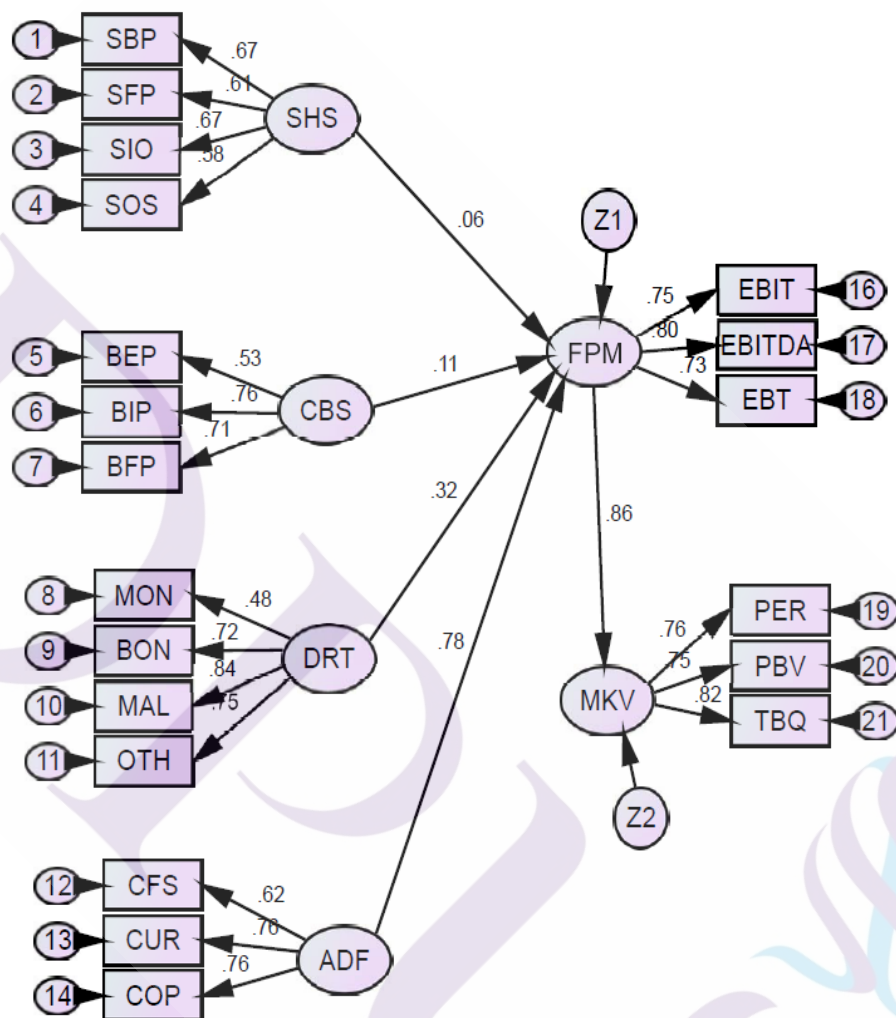 1 SBP .67
2 SFP .61
SHS
3 SIO .67
4 SOS .58
.06
Z1
5 BEP .53
6 BIP .76
CBS
7 BFP .71
.11
FPM
.75 EBIT 16
.80 EBITDA 17
.73 EBT 18
.32
.86
8 MON .48
9 BON .72
DRT
10 MAL .84
11 OTH .75
.78
MKV
.76 PER 19
.75 PBV 20
.82 TBQ 21
Z2
12 CFS .62
13 CUR .76
ADF
14 COP .76